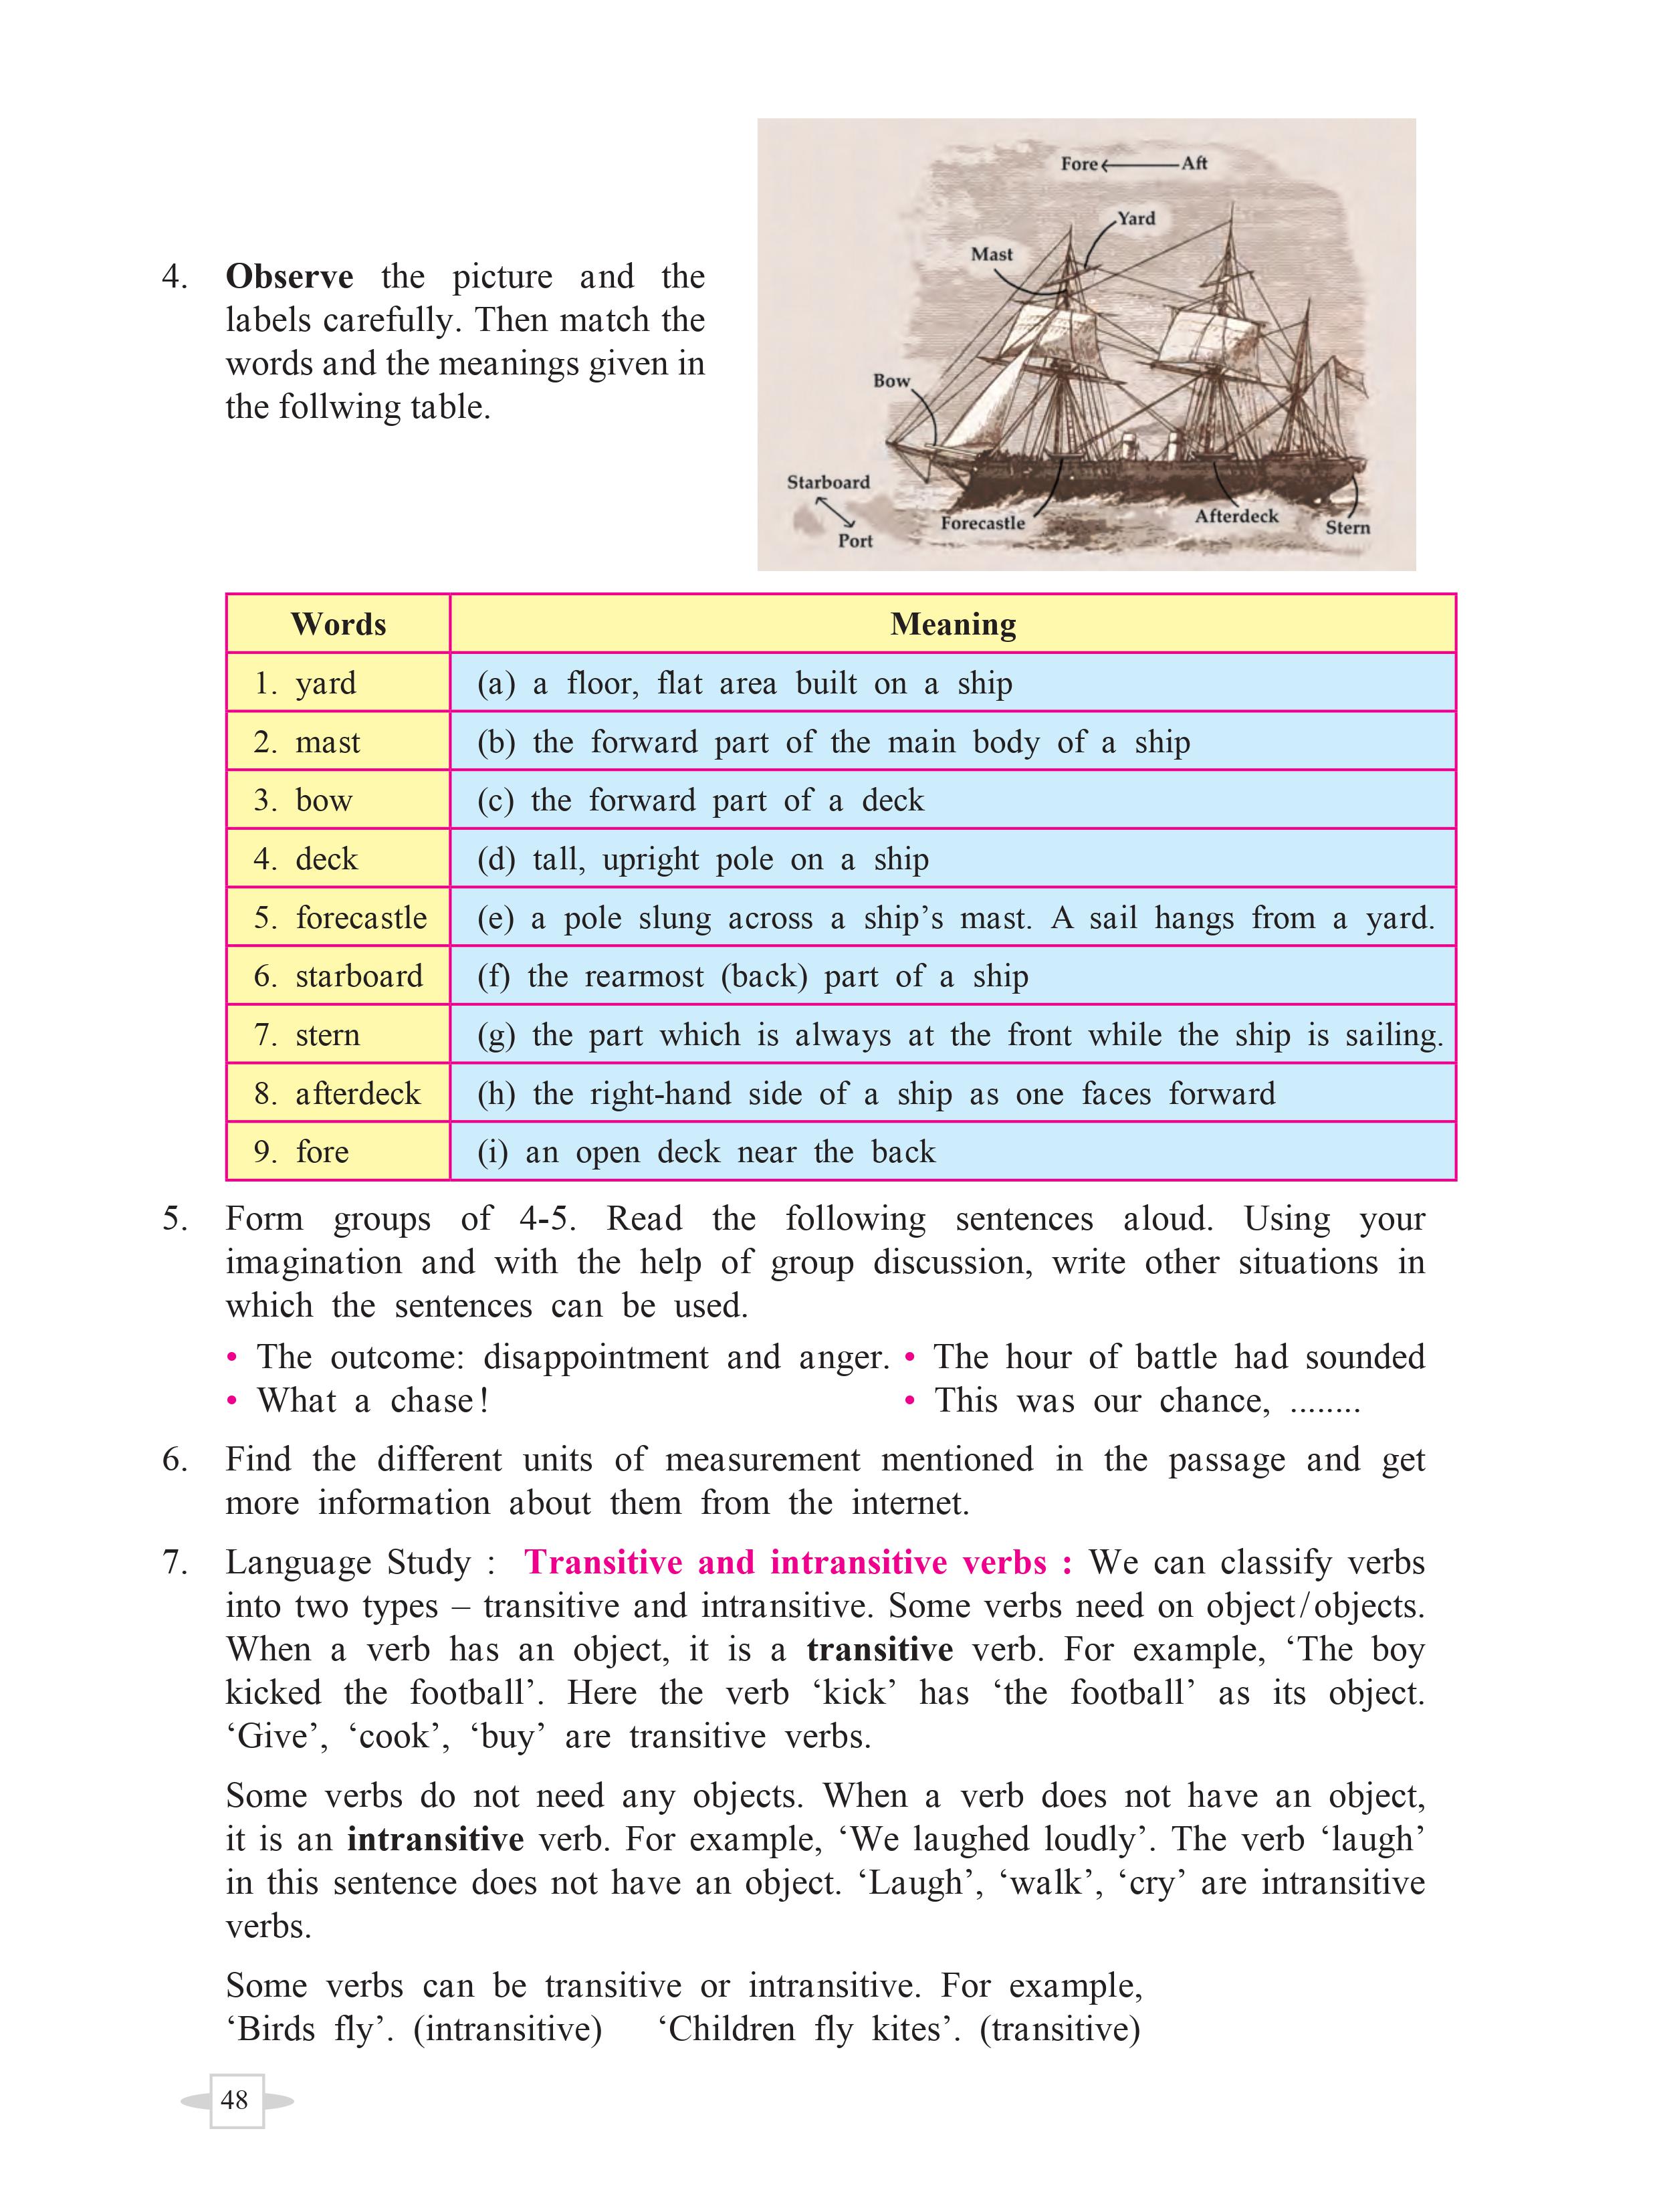 Fore Aft
Yard
Mast
Bow
Starboard
Port
Forecastle
Afterdeck
Stern
4. Observe the picture and the
labels carefully. Then match the
words and the meanings given in
the follwing table.
Words Meaning
1. yard (a) a floor, flat area built on a ship
2. mast (b) the forward part of the main body of a ship
3. bow (c) the forward part of a deck
4. deck (d) tall, upright pole on a ship
5. forecastle (e) a pole slung across a ship’s mast. A sail hangs from a yard.
6. starboard (f) the rearmost (back) part of a ship
7. stern (g) the part which is always at the front while the ship is sailing.
8. afterdeck (h) the right-hand side of a ship as one faces forward
9. fore (i) an open deck near the back
5. Form groups of 4-5. Read the following sentences aloud. Using your
imagination and with the help of group discussion, write other situations in
which the sentences can be used.
• The outcome: disappointment and anger. • The hour of battle had sounded
• What a chase! • This was our chance, ........
6. Find the different units of measurement mentioned in the passage and get
more information about them from the internet.
7. Language Study : Transitive and intransitive verbs : We can classify verbs
into two types – transitive and intransitive. Some verbs need on object/objects.
When a verb has an object, it is a transitive verb. For example, ‘The boy
kicked the football’. Here the verb ‘kick’ has ‘the football’ as its object.
‘Give’, ‘cook’, ‘buy’ are transitive verbs.
Some verbs do not need any objects. When a verb does not have an object,
it is an intransitive verb. For example, ‘We laughed loudly’. The verb ‘laugh’
in this sentence does not have an object. ‘Laugh’, ‘walk’, ‘cry’ are intransitive
verbs.
Some verbs can be transitive or intransitive. For example,
‘Birds fly’. (intransitive) ‘Children fly kites’. (transitive)
48